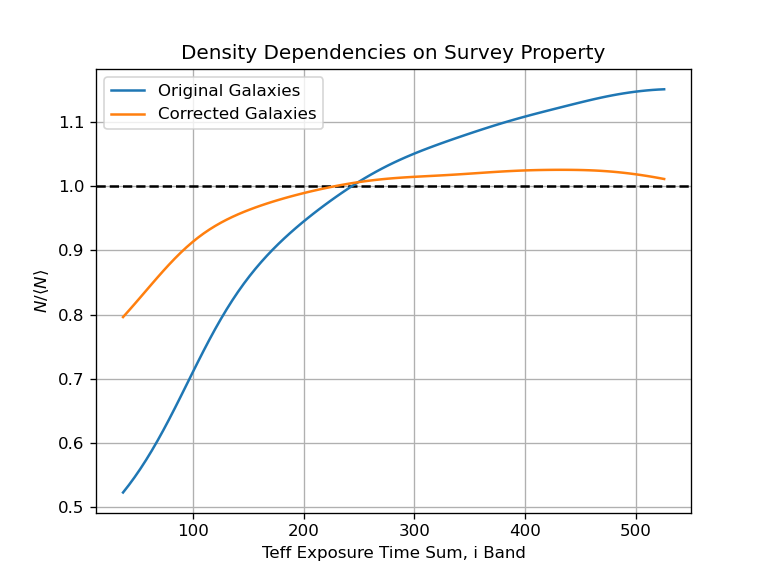 Density Dependencies on Survey Property
Original Galaxies
Corrected Galaxies
1.1
1.0
0.9
0.8
0.7
0.6
0.5
N/⟨N⟩
100 200 300 400 500
Teff Exposure Time Sum, i Band